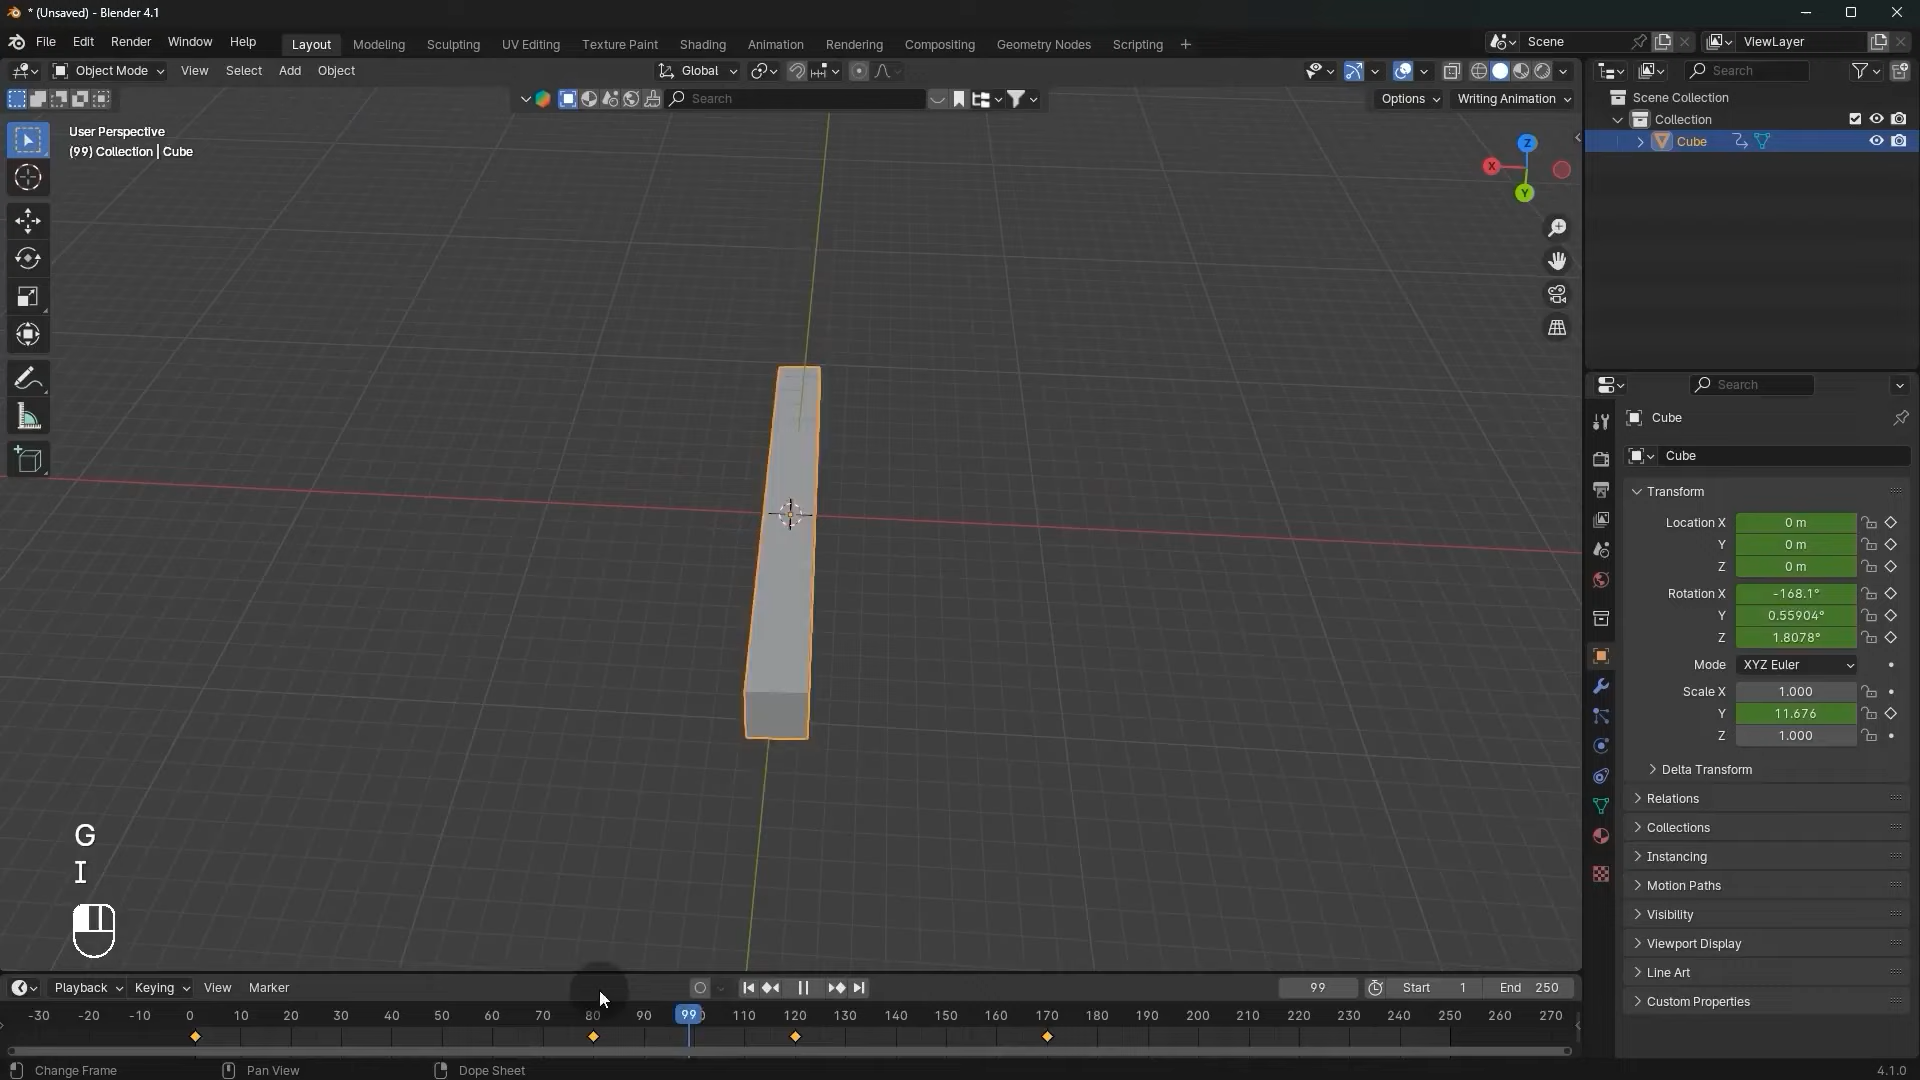 * (Unsaved) - Blender 4.1
File Edit Render Window Help Layout Modeling Sculpting UV Editing Texture Paint Shading Animation Rendering Compositing Geometry Nodes Scripting + Scene ViewLayer
Object Mode View Select Add Object Global Search
Search Options Writing Animation
Scene Collection
Collection
Cube
User Perspective
(99) Collection | Cube
Z
X
Y
Search
Cube
Cube
Transform
Location X 0 m
Y 0 m
Z 0 m
Rotation X -168.1°
Y 0.55904°
Z 1.8078°
Mode XYZ Euler
Scale X 1.000
Y 11.676
Z 1.000
Delta Transform
Relations
Collections
Instancing
Motion Paths
Visibility
Viewport Display
Line Art
Custom Properties
G
I
Playback Keying View Marker 99 Start 1 End 250
-30 -20 -10 0 10 20 30 40 50 60 70 80 90 99 110 120 130 140 150 160 170 180 190 200 210 220 230 240 250 260 270
Change Frame Pan View Dope Sheet 4.1.0